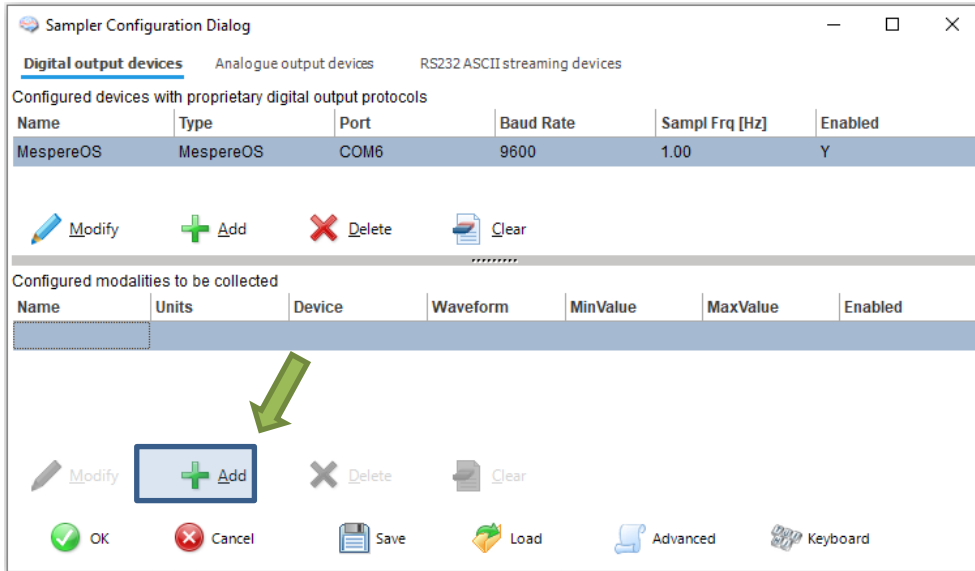 Sampler Configuration Dialog
Digital output devices Analogue output devices RS232 ASCII streaming devices
Configured devices with proprietary digital output protocols
Name Type Port Baud Rate Sampl Frq [Hz] Enabled
MespereOS MespereOS COM6 9600 1.00 Y
Modify Add Delete Clear
Configured modalities to be collected
Name Units Device Waveform MinValue MaxValue Enabled
Modify Add Delete Clear
OK Cancel Save Load Advanced Keyboard